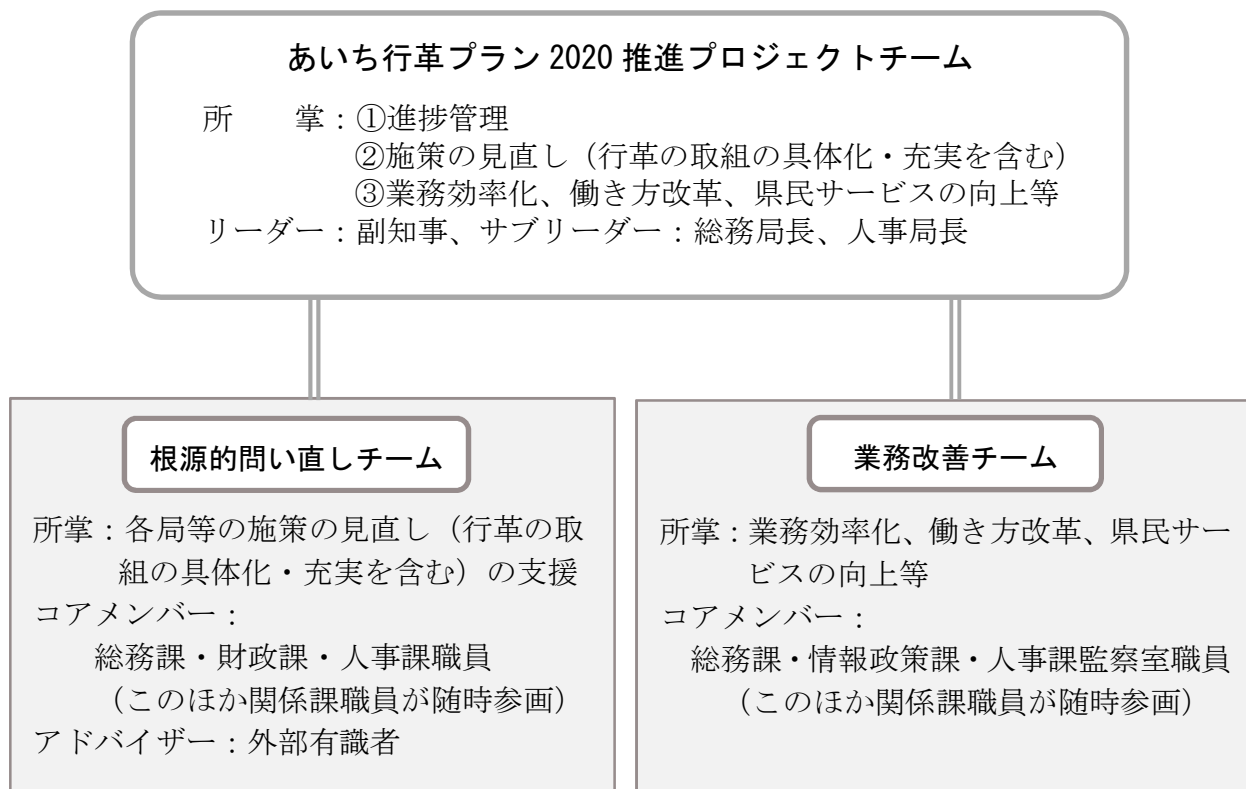 あいち行革プラン 2020 推進プロジェクトチーム
所　　掌：①進捗管理
②施策の見直し（行革の取組の具体化・充実を含む）
③業務効率化、働き方改革、県民サービスの向上等
リーダー：副知事、サブリーダー：総務局長、人事局長
根源的問い直しチーム
所掌：各局等の施策の見直し（行革の取
組の具体化・充実を含む）の支援
コアメンバー：
総務課・財政課・人事課職員
（このほか関係課職員が随時参画）
アドバイザー：外部有識者
業務改善チーム
所掌：業務効率化、働き方改革、県民サー
ビスの向上等
コアメンバー：
総務課・情報政策課・人事課監察室職員
（このほか関係課職員が随時参画）